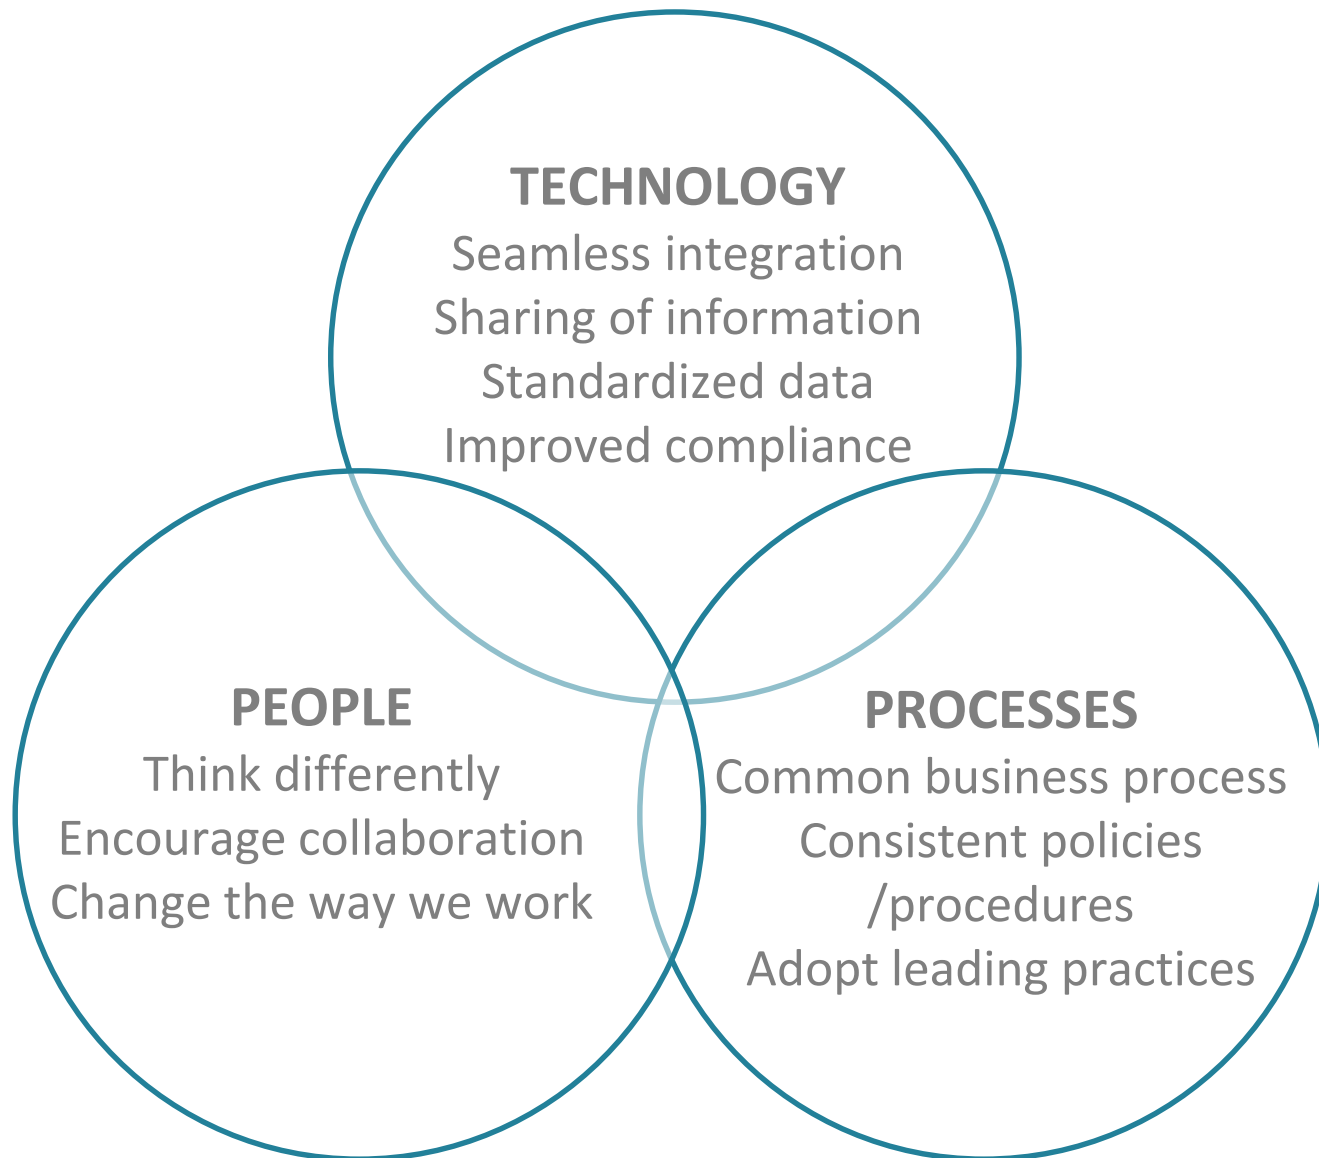 TECHNOLOGY
Seamless integration
Sharing of information
Standardized data
Improved compliance
PEOPLE
Think differently
Encourage collaboration
Change the way we work
PROCESSES
Common business process
Consistent policies
/procedures
Adopt leading practices